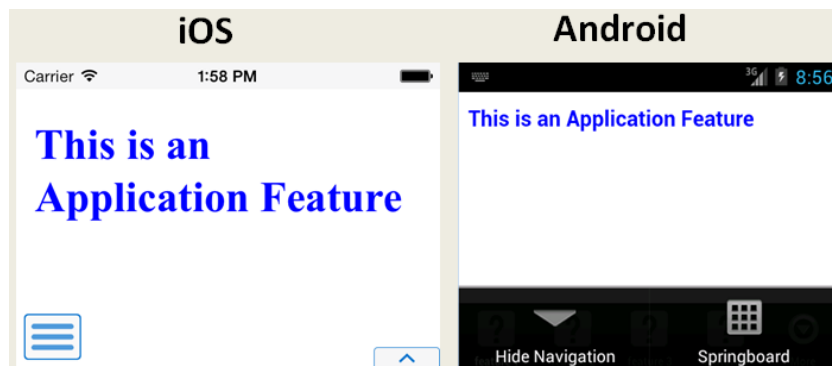 iOS
Android
Carrier
1:58 PM
3G
8:56
This is an
Application Feature
This is an Application Feature
Hide Navigation
Springboard